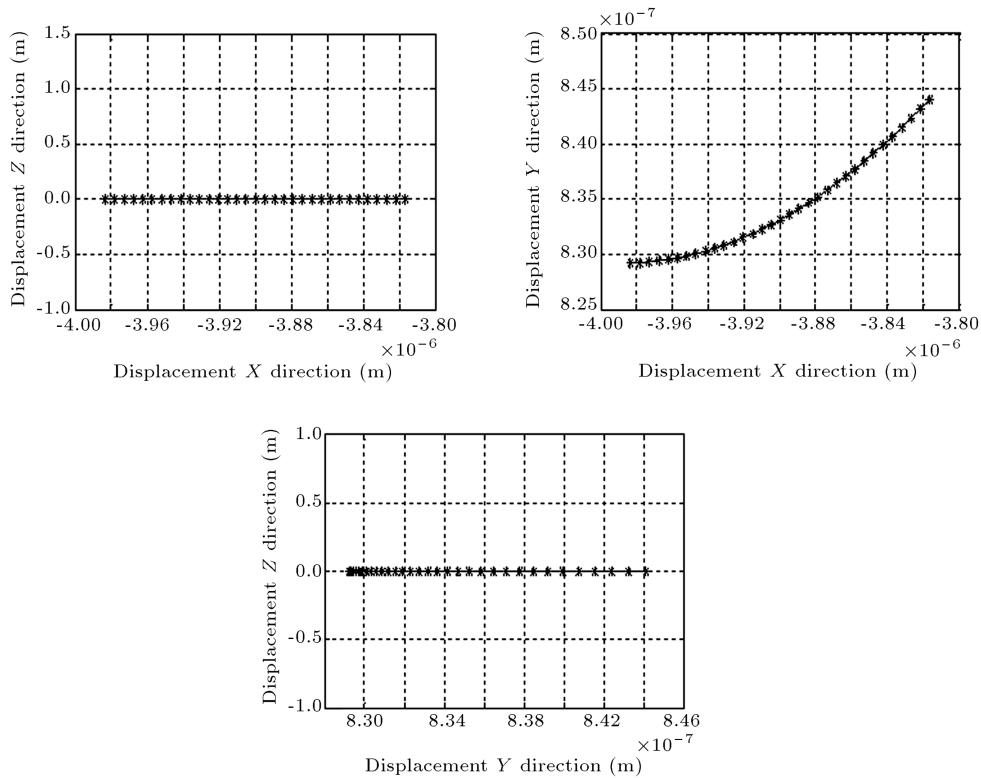 1.5
1.0
0.5
0.0
-0.5
-1.0
Displacement Z direction (m)
-4.00 -3.96 -3.92 -3.88 -3.84 -3.80
×10-6
Displacement X direction (m)
×10-7
8.50
8.45
8.40
8.35
8.30
8.25
Displacement Y direction (m)
-4.00 -3.96 -3.92 -3.88 -3.84 -3.80
×10-6
Displacement X direction (m)
1.0
0.5
0.0
-0.5
-1.0
Displacement Z direction (m)
8.30 8.34 8.38 8.42 8.46
×10-7
Displacement Y direction (m)